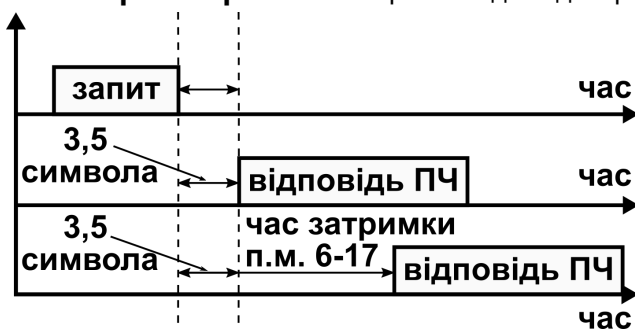 запит
час
3,5
символа
відповідь ПЧ
час
3,5
символа
час затримки
п.м. 6-17
відповідь ПЧ
час